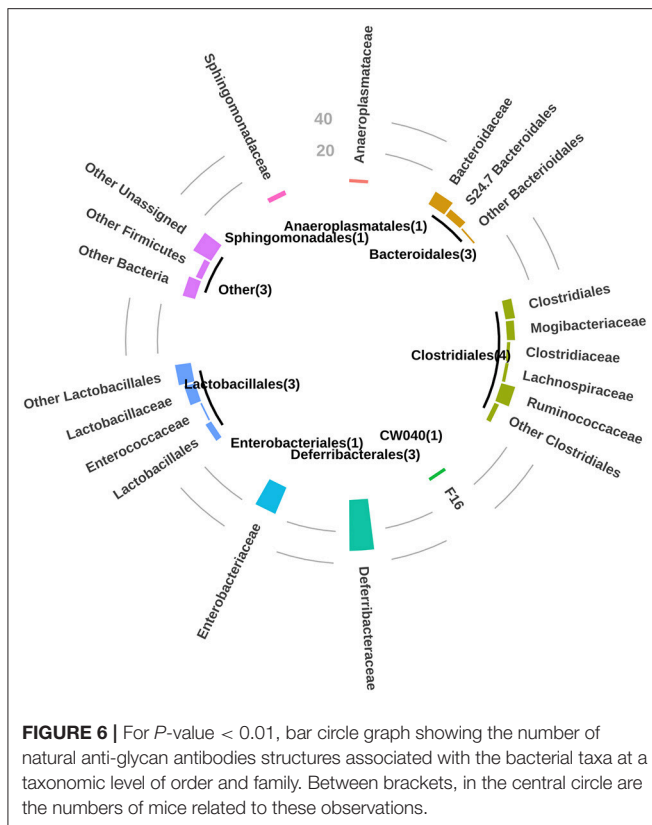 Sphingomonadaceae
Anaeroplasmataceae
40
20
Bacteroidaceae
S24.7 Bacteroidales
Other Bacterioidales
Other Unassigned
Other Firmicutes
Other Bacteria
Anaeroplasmatales(1)
Sphingomonadales(1)
Bacteroidales(3)
Other(3)
Clostridiales
Mogibacteriaceae
Clostridiales(4)
Clostridiaceae
Lachnospiraceae
Ruminococcaceae
Other Clostridiales
Other Lactobacillales
Lactobacillales(3)
Lactobacillaceae
Enterococcaceae
Lactobacillales
CW040(1)
Enterobacteriales(1)
Deferribacterales(3)
F16
Enterobacteriaceae
Deferribacteraceae
FIGURE 6 | For P-value < 0.01, bar circle graph showing the number of
natural anti-glycan antibodies structures associated with the bacterial taxa at a
taxonomic level of order and family. Between brackets, in the central circle are
the numbers of mice related to these observations.